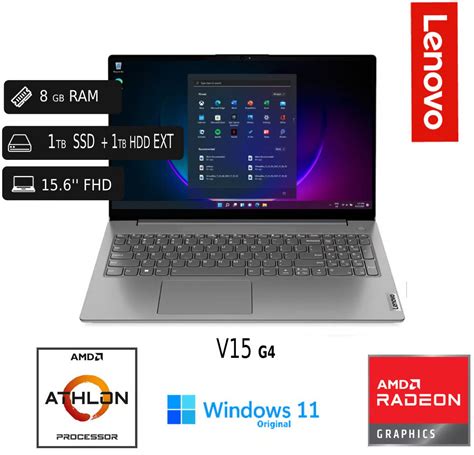 Lenovo
8 GB RAM
1TB SSD + 1TB HDD EXT
15.6'' FHD
Lenovo
V15 G4
AMD
ATHLON
PROCESSOR
Windows 11
Original
AMD
RADEON
GRAPHICS